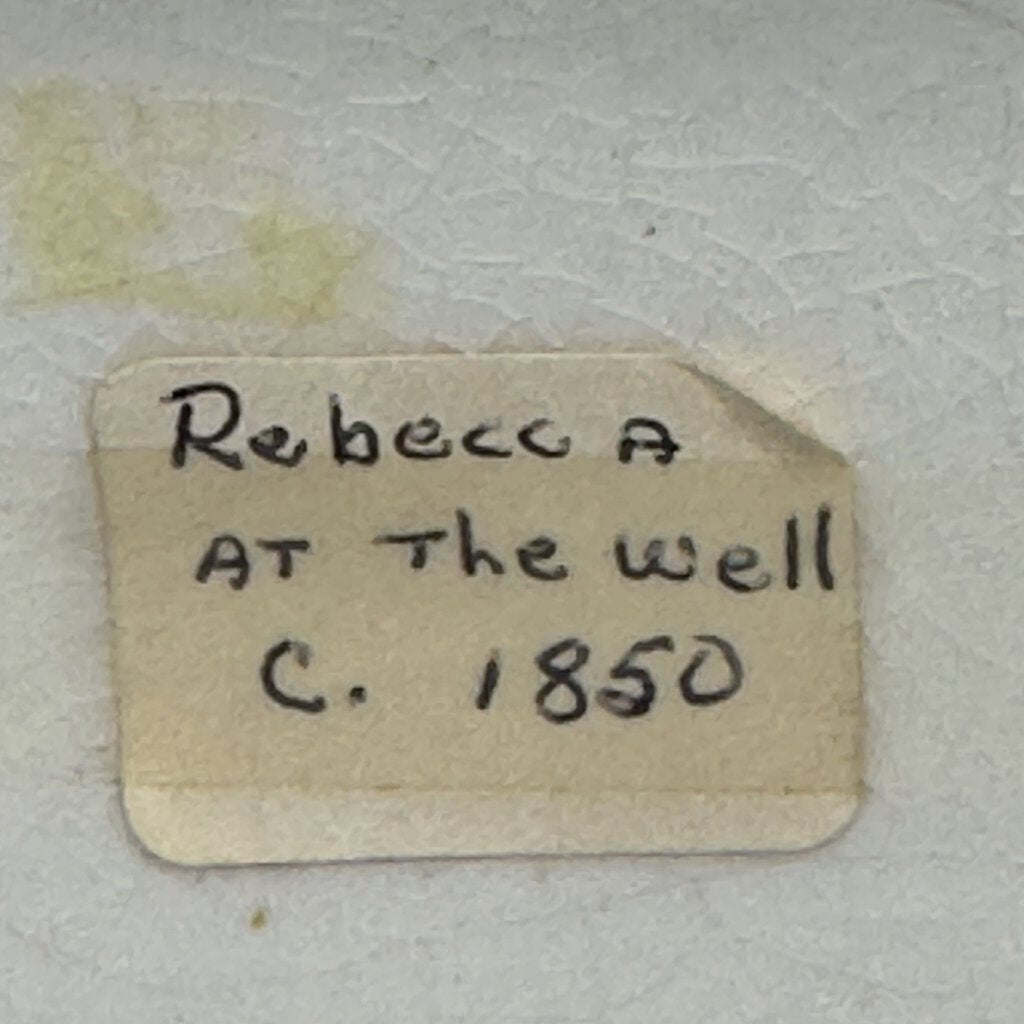 Rebecca
AT The well
C. 1850